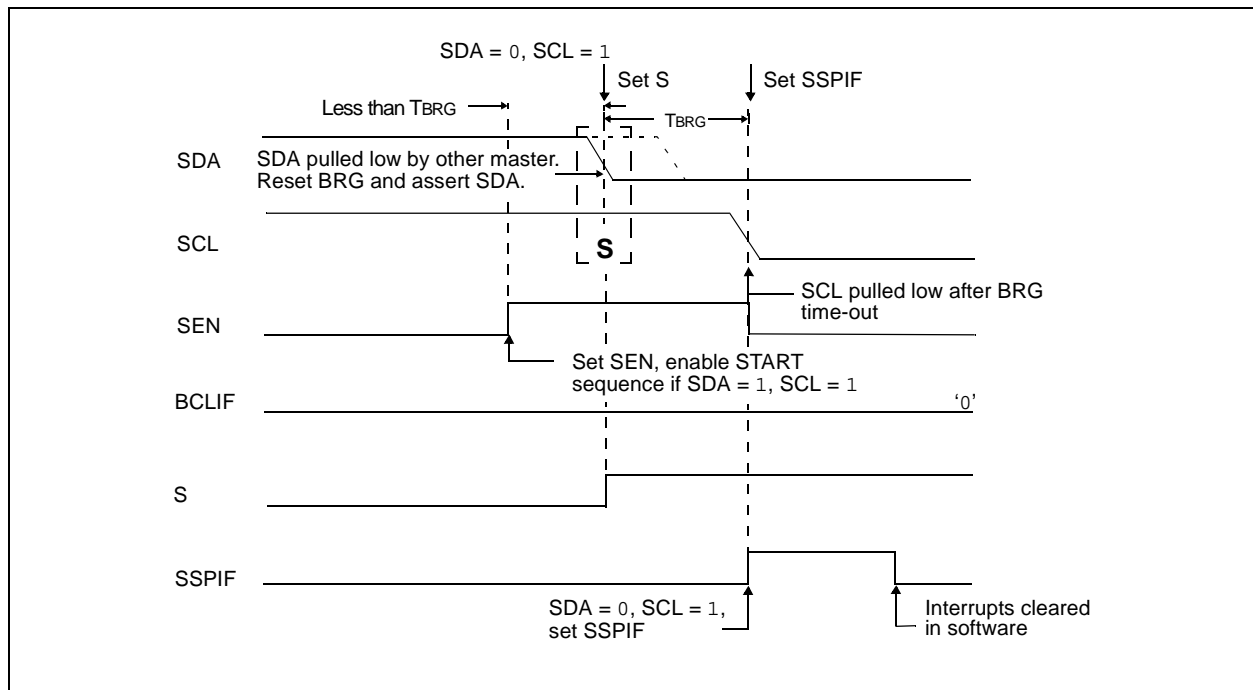 SDA = 0, SCL = 1
Set S
Set SSPIF
Less than TBRG
TBRG
SDA
SDA pulled low by other master.
Reset BRG and assert SDA.
SCL
S
SCL pulled low after BRG
time-out
SEN
Set SEN, enable START
sequence if SDA = 1, SCL = 1
BCLIF
‘0’
S
SSPIF
SDA = 0, SCL = 1,
set SSPIF
Interrupts cleared
in software